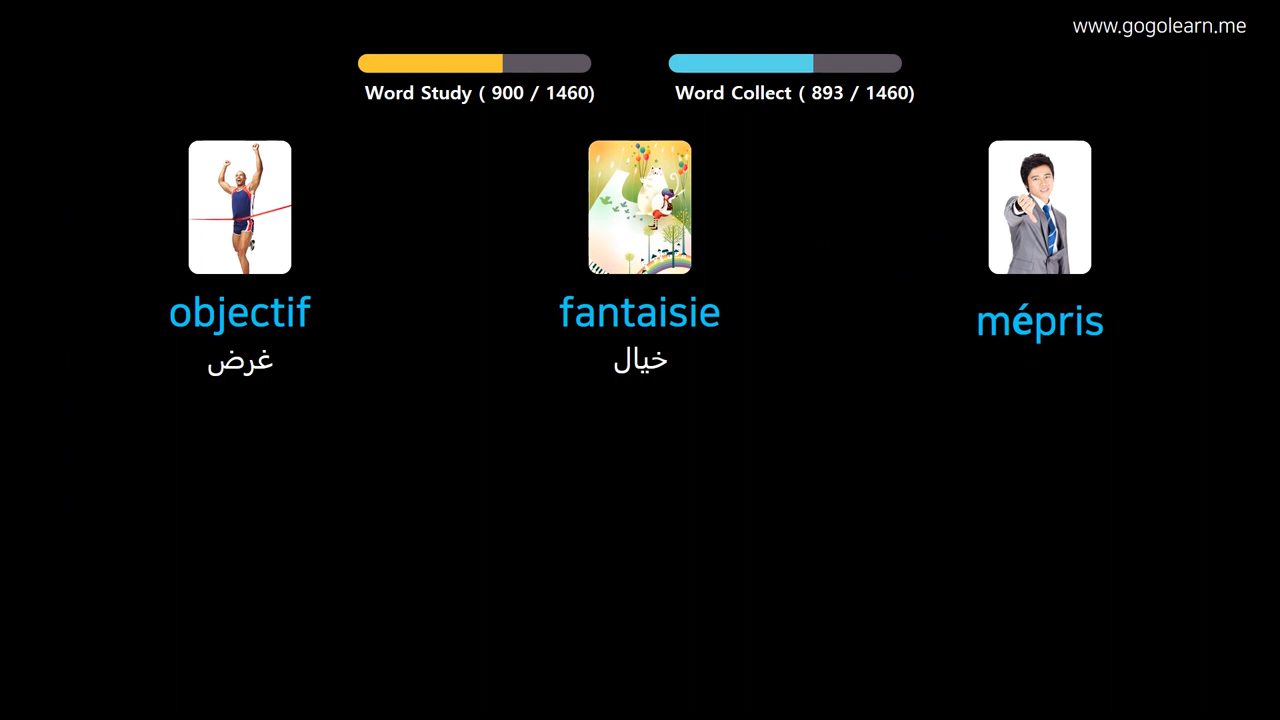 www.gogolearn.me
Word Study ( 900 / 1460)
Word Collect ( 893 / 1460)
objectif
غرض
fantaisie
خيال
mépris